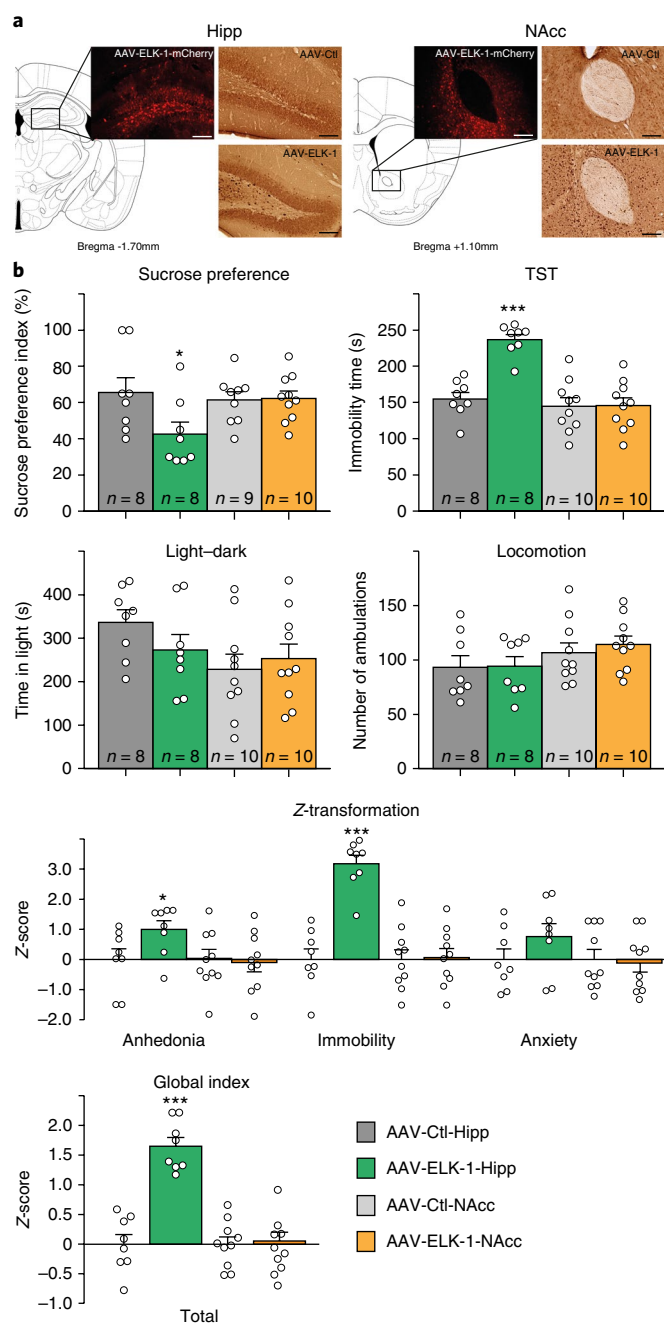 a
Hipp
NAcc
AAV-ELK-1-mCherry
AAV-Ctl
AAV-ELK-1-mCherry
AAV-Ctl
AAV-ELK-1
AAV-ELK-1
Bregma -1.70mm
Bregma +1.10mm
b
Sucrose preference
Sucrose preference index (%)
100
80
60
40
20
0
*
n = 8
n = 8
n = 9
n = 10
TST
Immobility time (s)
250
200
150
100
50
0
***
n = 8
n = 8
n = 10
n = 10
Light–dark
Time in light (s)
400
300
200
100
0
n = 8
n = 8
n = 10
n = 10
Locomotion
Number of ambulations
150
100
50
0
n = 8
n = 8
n = 10
n = 10
Z-transformation
Z-score
3.0
2.0
1.0
0
–1.0
–2.0
*
***
Anhedonia
Immobility
Anxiety
Global index
Z-score
2.0
1.5
1.0
0.5
0
–0.5
–1.0
***
Total
AAV-Ctl-Hipp
AAV-ELK-1-Hipp
AAV-Ctl-NAcc
AAV-ELK-1-NAcc